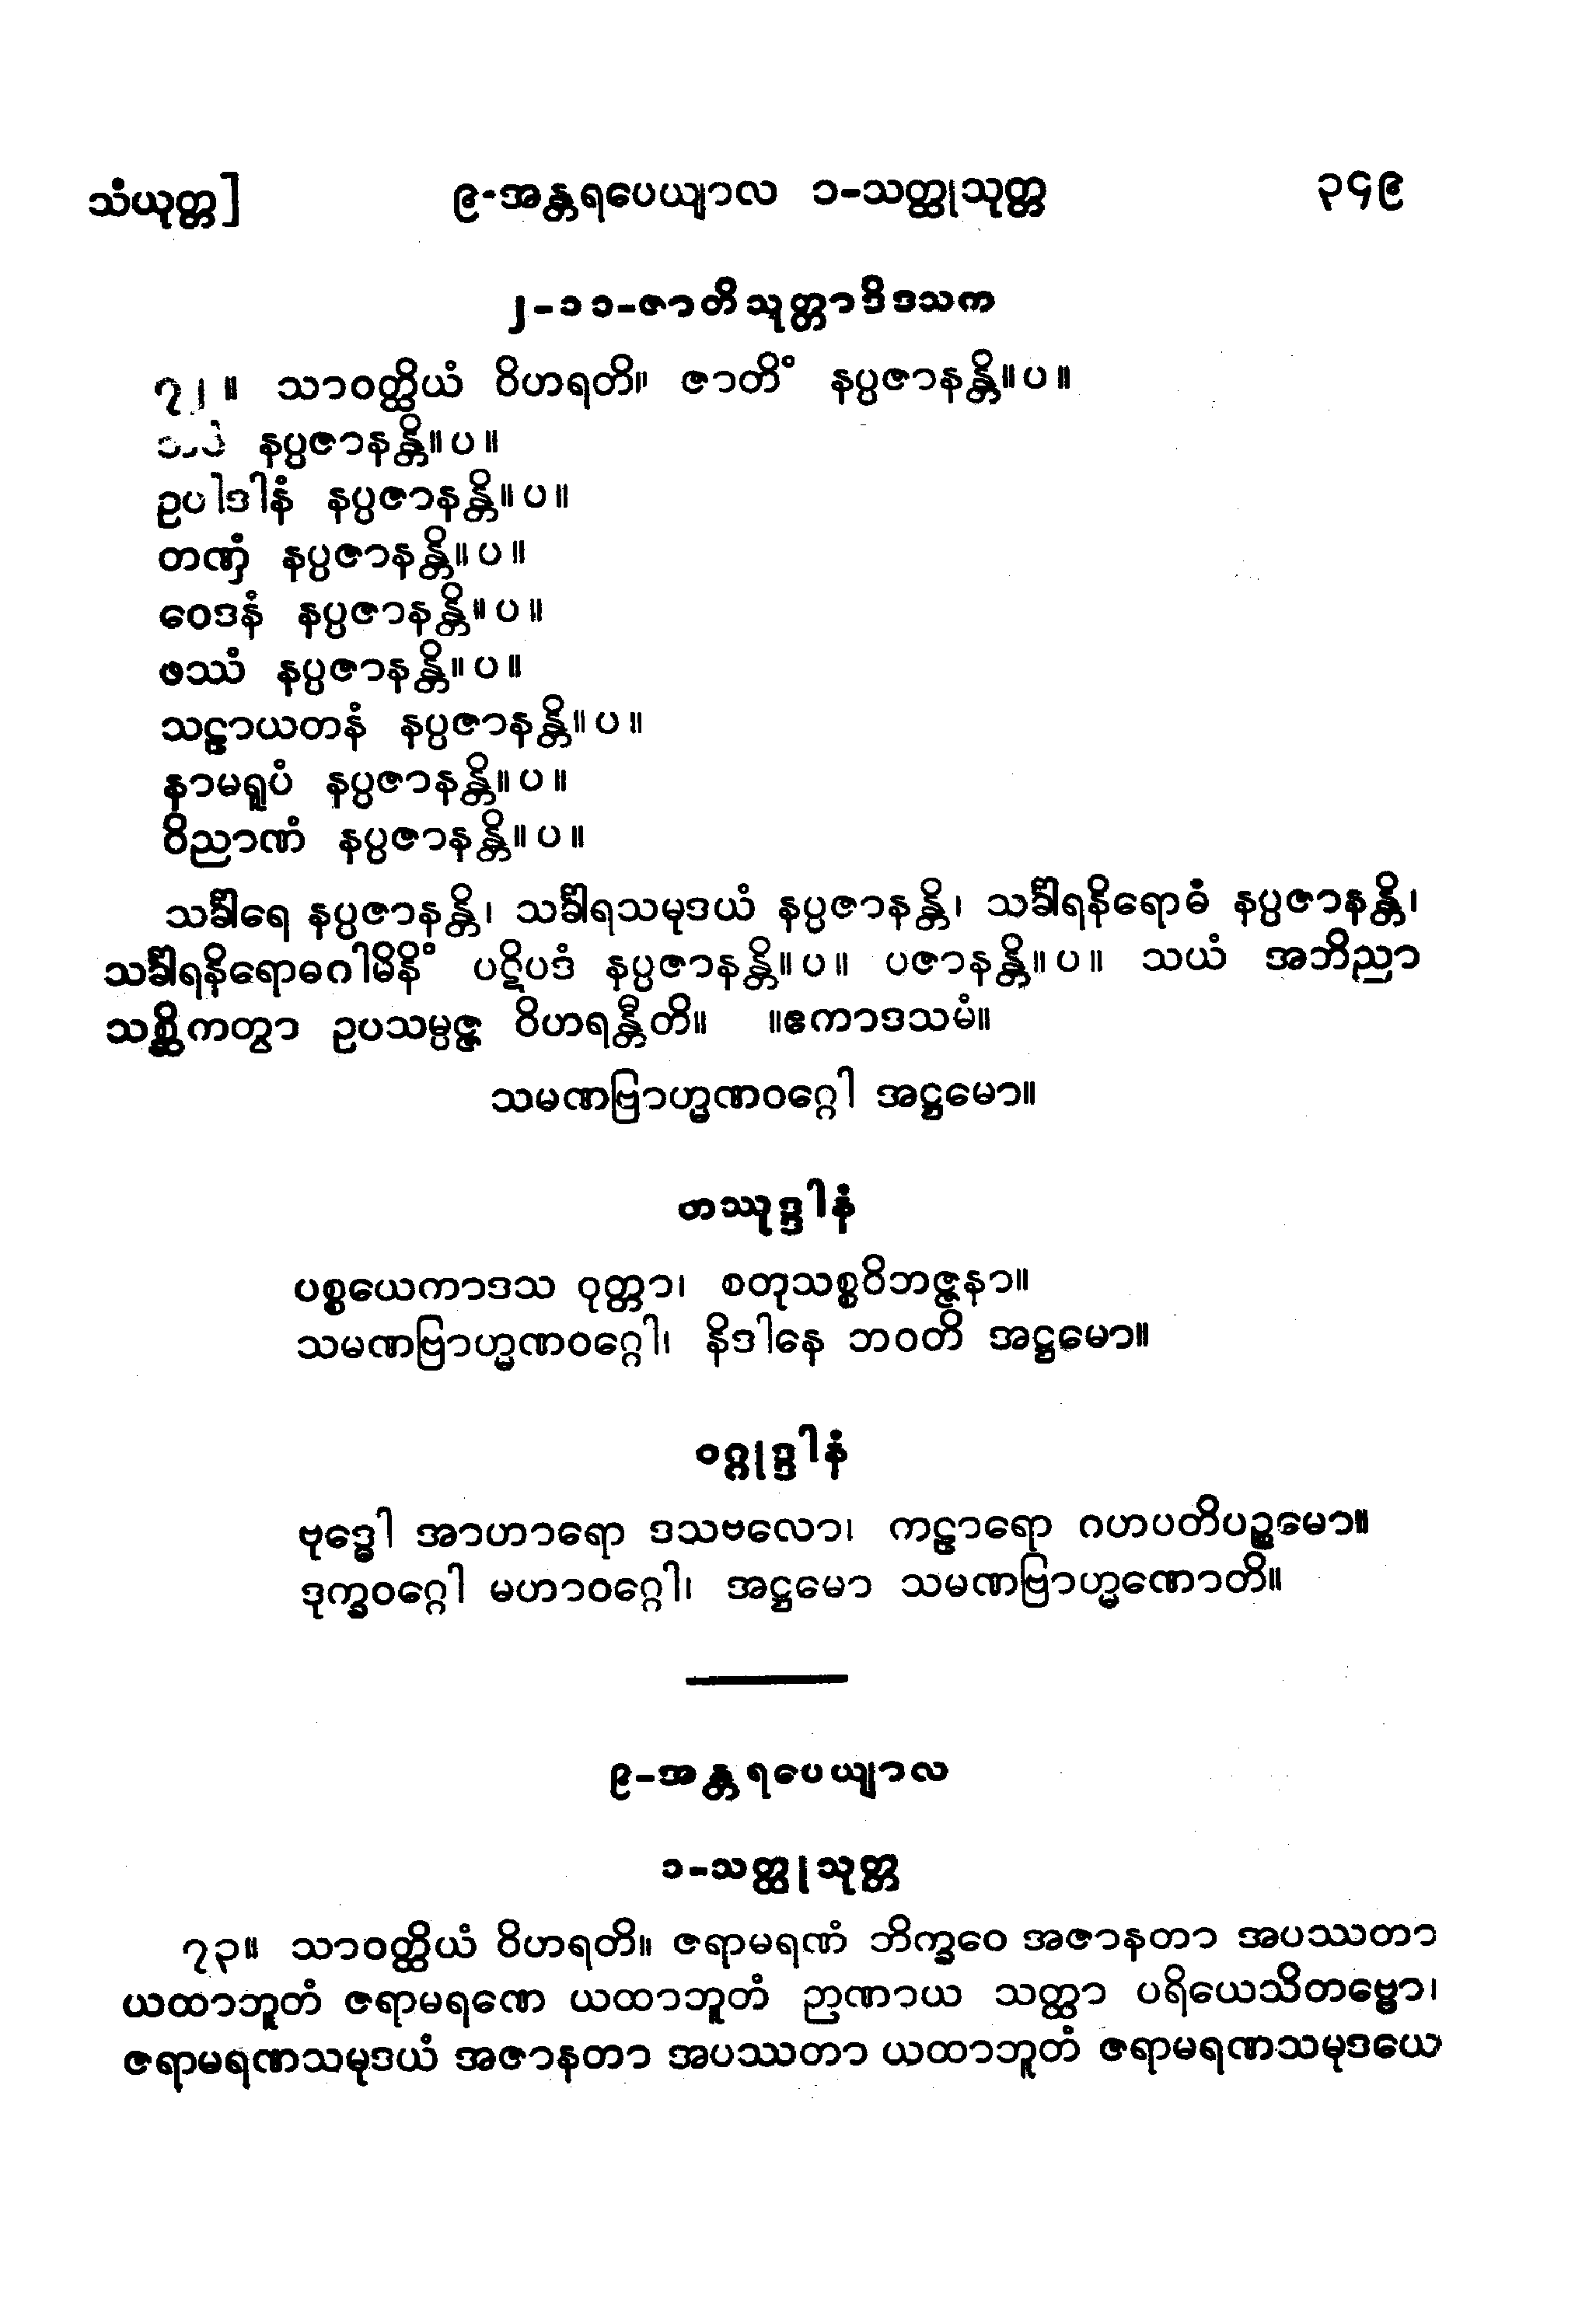 သံယုတ္တ] ၉-အန္တရပေယျာလ ၁-သတ္ထုသုတ္တ ၃၄၉
၂-၁၁-ဇာတိသုတ္တာဒိဒသက
၇၂။ သာဝတ္ထိယံ ဝိဟရတိ။ ဇာတိံ နပ္ပဇာနန္တိ။ပ။
နပ္ပဇာနန္တိ။ပ။
ဥပါဒါနံ နပ္ပဇာနန္တိ။ပ။
တဏှံ နပ္ပဇာနန္တိ။ပ။
ဝေဒနံ နပ္ပဇာနန္တိ။ပ။
ဖဿံ နပ္ပဇာနန္တိ။ပ။
သဠာယတနံ နပ္ပဇာနန္တိ။ပ။
နာမရူပံ နပ္ပဇာနန္တိ။ပ။
ဝိညာဏံ နပ္ပဇာနန္တိ။ပ။
သင်္ခါရေ နပ္ပဇာနန္တိ၊ သင်္ခါရသမုဒယံ နပ္ပဇာနန္တိ၊ သင်္ခါရနိရောဓံ နပ္ပဇာနန္တိ၊
သင်္ခါရနိရောဓဂါမိနိံ ပဋိပဒံ နပ္ပဇာနန္တိ။ပ။ ပဇာနန္တိ။ပ။ သယံ အဘိညာ
သစ္ဆိကတွာ ဥပသမ္ပဇ္ဇ ဝိဟရန္တီတိ။ ။ဧကာဒသမံ။
သမဏဗြာဟ္မဏဝဂ္ဂေါ အဋ္ဌမော။
တဿုဒ္ဒါနံ
ပစ္စယေကာဒသ ဝုတ္တာ၊ စတုသစ္စဝိဘဇ္ဇနာ။
သမဏဗြာဟ္မဏဝဂ္ဂေါ၊ နိဒါနေ ဘဝတိ အဋ္ဌမော။
ဝဂ္ဂုဒ္ဒါနံ
ဗုဒ္ဓေါ အာဟာရော ဒသဗလော၊ ကဠာရော ဂဟပတိပဉ္စမော။
ဒုက္ခဝဂ္ဂေါ မဟာဝဂ္ဂေါ၊ အဋ္ဌမော သမဏဗြာဟ္မဏောတိ။
၉-အန္တရပေယျာလ
၁-သတ္ထုသုတ္တ
၇၃။ သာဝတ္ထိယံ ဝိဟရတိ။ ဇရာမရဏံ ဘိက္ခဝေ အဇာနတာ အပဿတာ
ယထာဘူတံ ဇရာမရဏေ ယထာဘူတံ ဉာဏာယ သတ္ထာ ပရိယေသိတဗ္ဗော၊
ဇရာမရဏသမုဒယံ အဇာနတာ အပဿတာ ယထာဘူတံ ဇရာမရဏသမုဒယေ